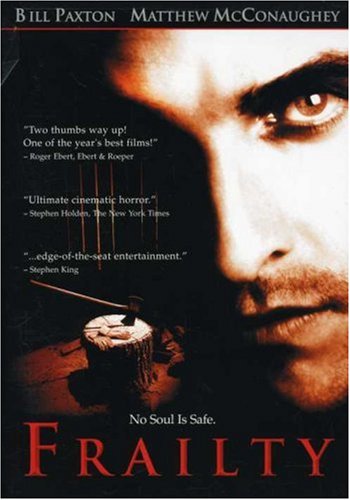 BILL PAXTON MATTHEW MCCONAUGHEY
"Two thumbs way up!
One of the year's best films!"
– Roger Ebert, Ebert & Roeper
"Ultimate cinematic horror."
– Stephen Holden, The New York Times
"...edge-of-the-seat entertainment."
– Stephen King
No Soul Is Safe.
FRAILTY